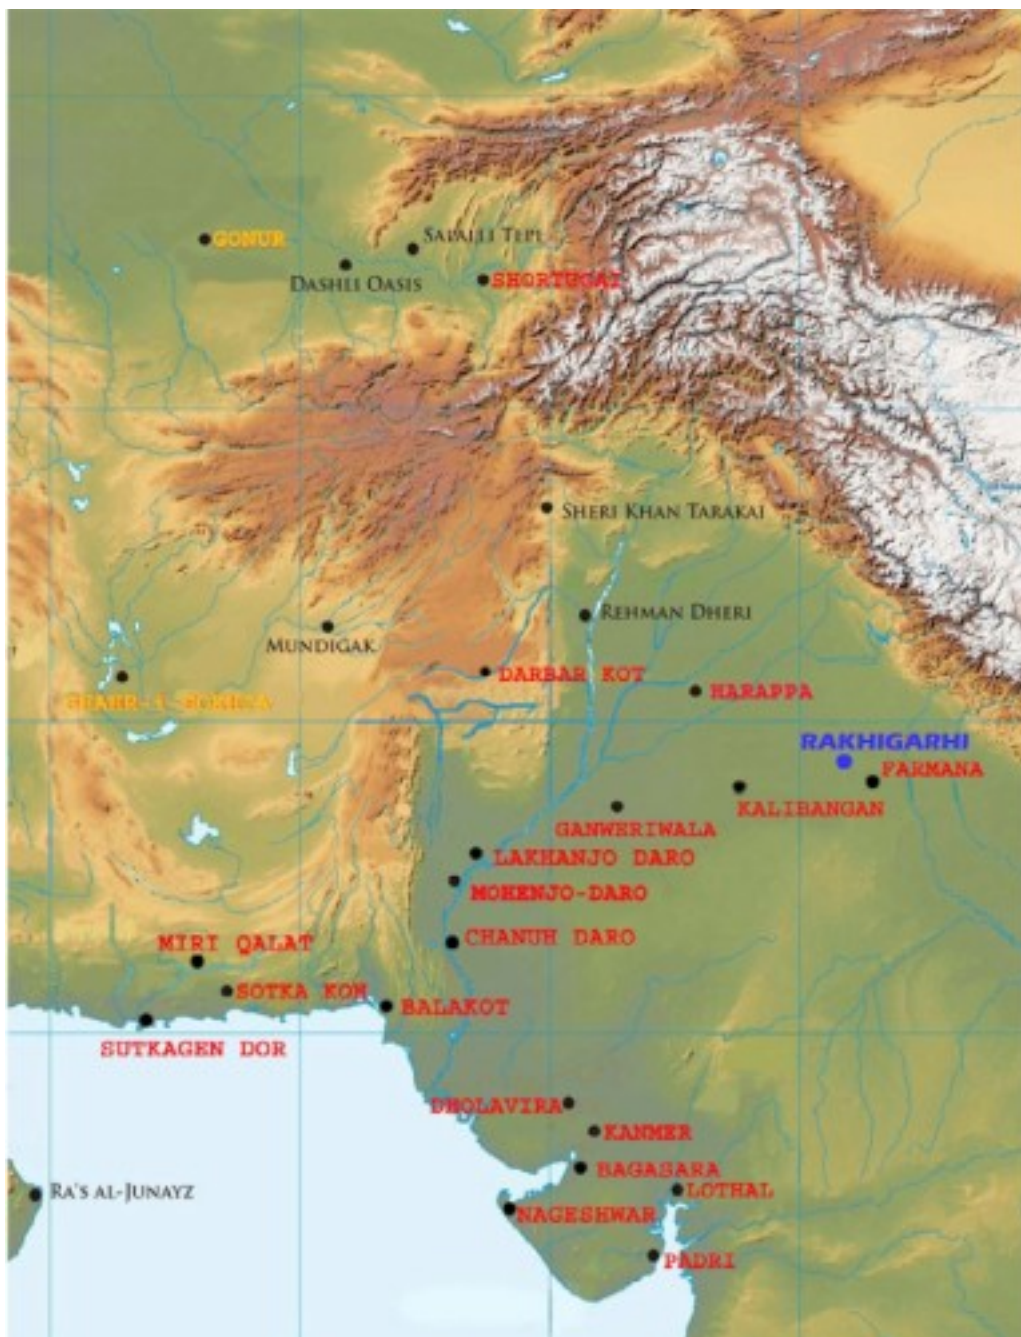 GONUR
SAPALLI TEPE
DASHLI OASIS
SHORTUGAI
SHERI KHAN TARAKAI
REHMAN DHERI
MUNDIGAK
DARBAR KOT
HARAPPA
SHAHR-I SOKHTA
RAKHIGARHI
FARMANA
KALIBANGAN
GANWERIWALA
LAKHANJO DARO
MOHENJO-DARO
CHANUH DARO
MIRI QALAT
SOTKA KOH
BALAKOT
SUTKAGEN DOR
DHOLAVIRA
KANMER
BAGASARA
RA'S AL-JUNAYZ
LOTHAL
NAGESHWAR
PADRI